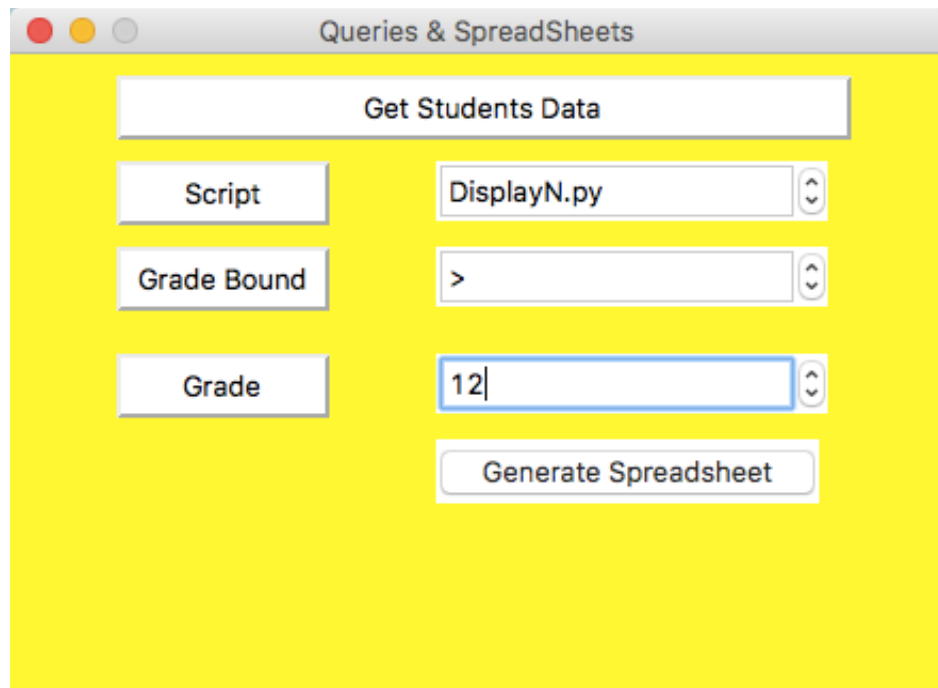 Queries & SpreadSheets
Get Students Data
Script DisplayN.py
Grade Bound >
Grade 12
Generate Spreadsheet